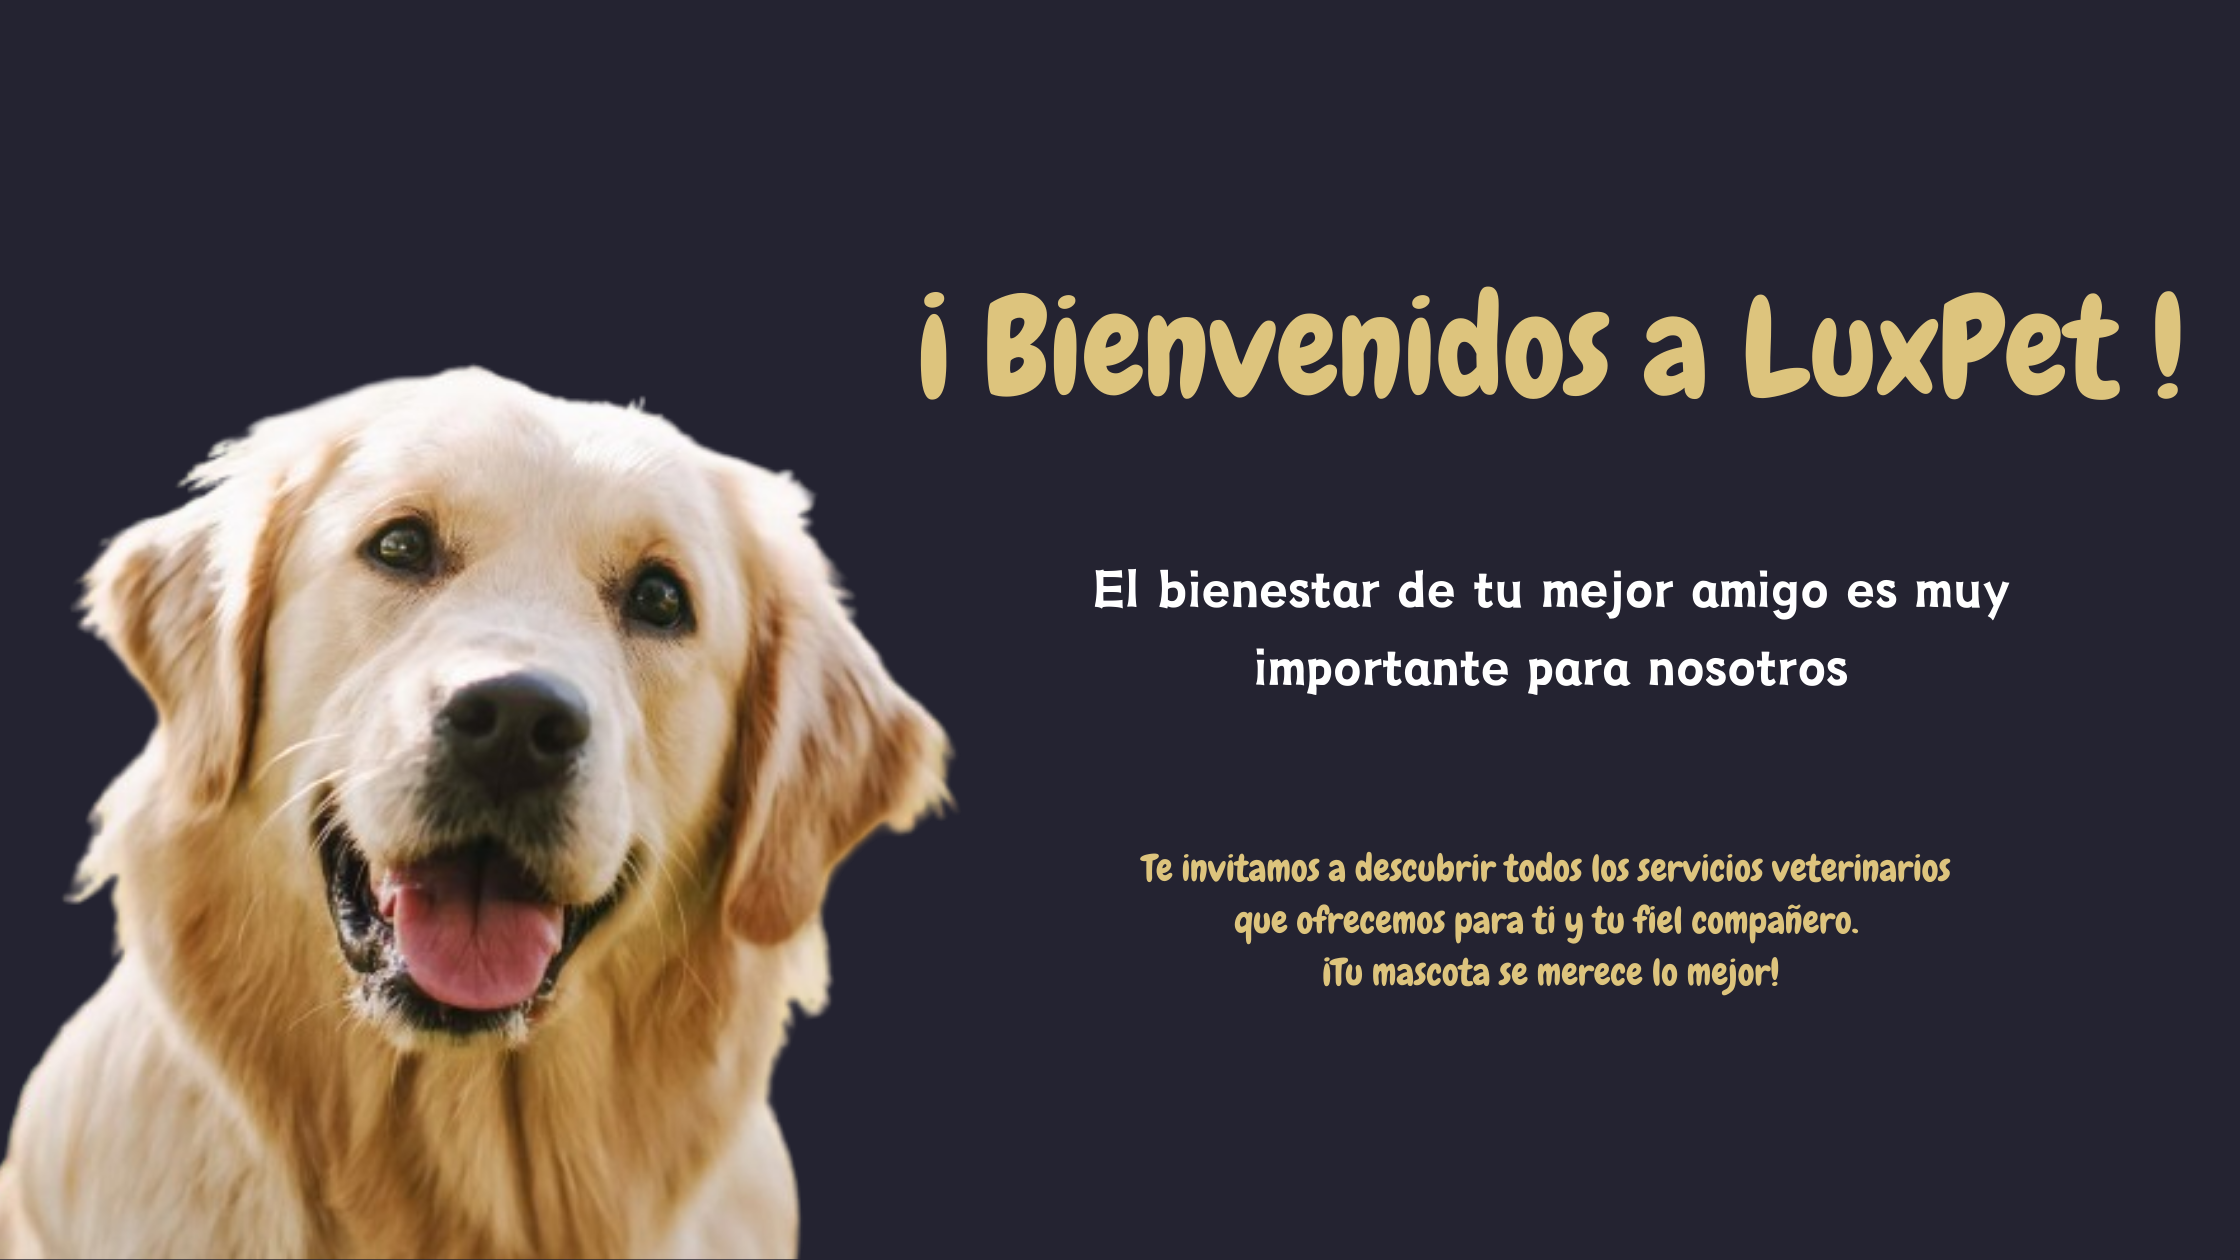 ¡ Bienvenidos a LuxPet !
El bienestar de tu mejor amigo es muy
importante para nosotros
Te invitamos a descubrir todos los servicios veterinarios
que ofrecemos para ti y tu fiel compañero.
¡Tu mascota se merece lo mejor!